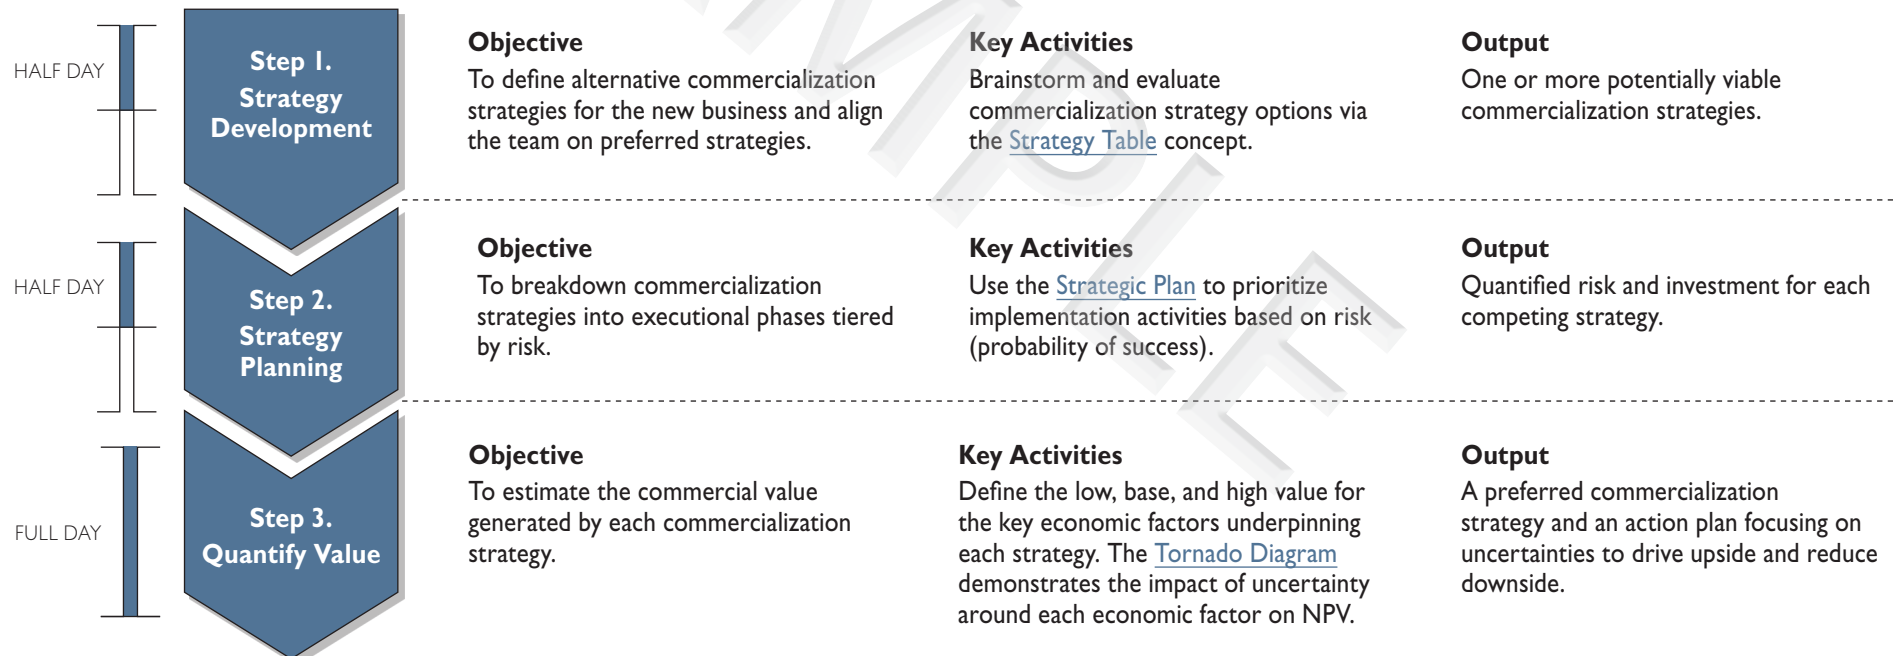 HALF DAY
Step 1.
Strategy
Development
Objective
To define alternative commercialization
strategies for the new business and align
the team on preferred strategies.
Key Activities
Brainstorm and evaluate
commercialization strategy options via
the Strategy Table concept.
Output
One or more potentially viable
commercialization strategies.
HALF DAY
Step 2.
Strategy
Planning
Objective
To breakdown commercialization
strategies into executional phases tiered
by risk.
Key Activities
Use the Strategic Plan to prioritize
implementation activities based on risk
(probability of success).
Output
Quantified risk and investment for each
competing strategy.
FULL DAY
Step 3.
Quantify Value
Objective
To estimate the commercial value
generated by each commercialization
strategy.
Key Activities
Define the low, base, and high value for
the key economic factors underpinning
each strategy. The Tornado Diagram
demonstrates the impact of uncertainty
around each economic factor on NPV.
Output
A preferred commercialization
strategy and an action plan focusing on
uncertainties to drive upside and reduce
downside.
MPLE